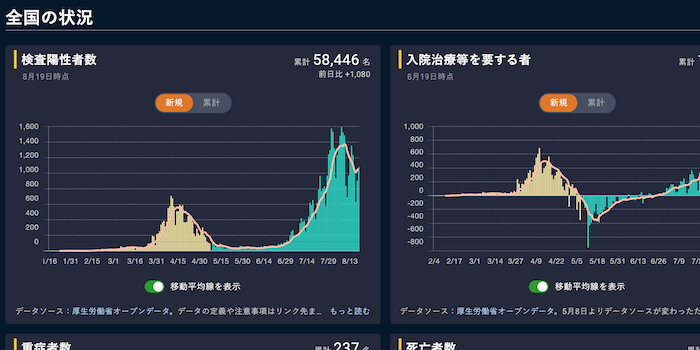 全国の状況
検査陽性者数
累計 58,446 名
8月19日時点
前日比 +1,080
新規 累計
1,600
1,400
1,200
1,000
800
600
400
200
0
1/16 1/31 2/15 3/1 3/16 3/31 4/15 4/30 5/15 5/30 6/14 6/29 7/14 7/29 8/13
移動平均線を表示
データソース：厚生労働省オープンデータ。データの定義や注意事項はリンク先ま… もっと読む
入院治療等を要する者
累計
8月19日時点
新規 累計
1,000
800
600
400
200
0
-200
-400
-600
-800
2/4 2/17 3/1 3/14 3/27 4/9 4/22 5/5 5/18 5/31 6/13 6/26 7/9
移動平均線を表示
データソース：厚生労働省オープンデータ。5月8日よりデータソースが変わった
重症者数
累計 237 名
死亡者数